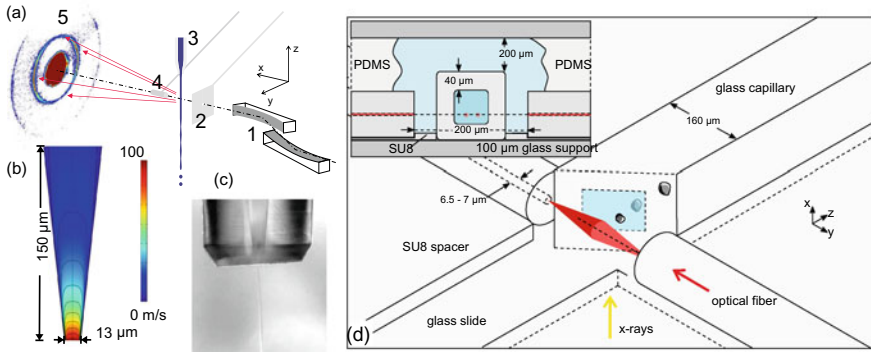 (a)
5
3
4
2
1
z
x
y
(b)
100
150 µm
0 m/s
13 µm
(c)
200 µm
PDMS
PDMS
40 µm
200 µm
SU8
100 µm glass support
glass capillary
160 µm
6.5 - 7 µm
SU8 spacer
x
z
y
optical fiber
glass slide
x-rays
(d)